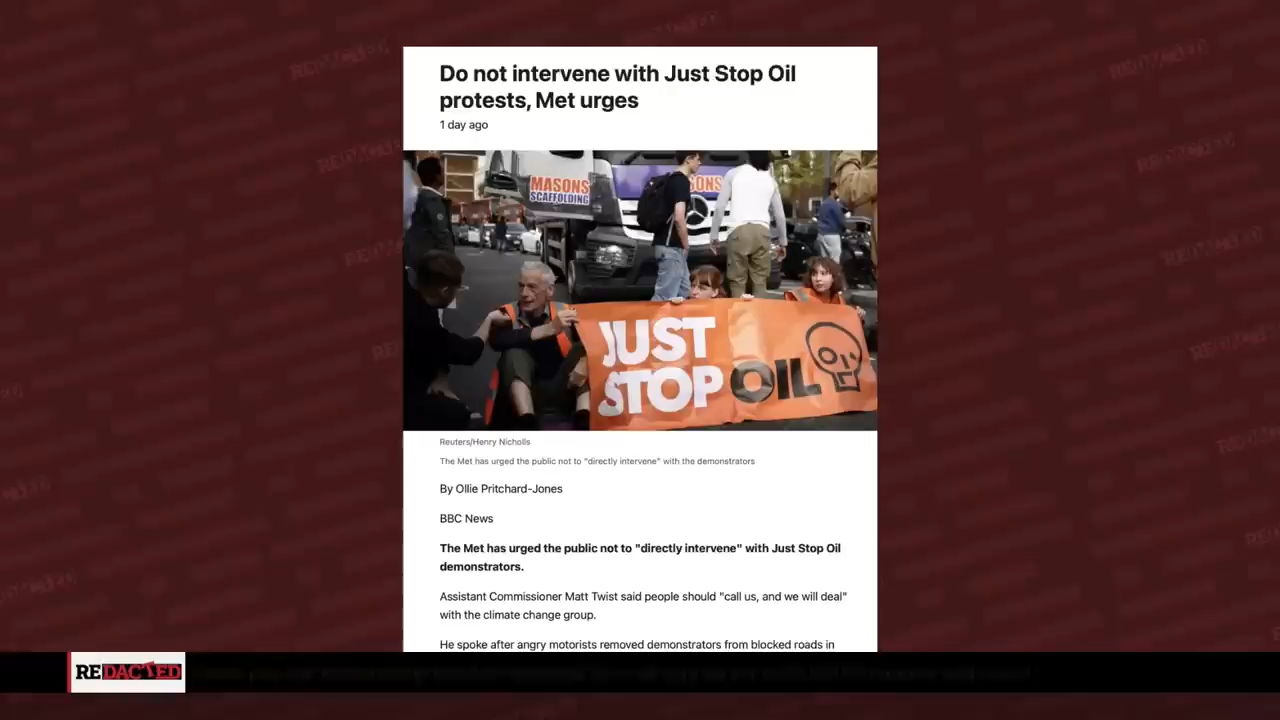 Do not intervene with Just Stop Oil
protests, Met urges
1 day ago
MASONS
SCAFFOLDING
SONS
JUST
STOP OIL
Reuters/Henry Nicholls
The Met has urged the public not to "directly intervene" with the demonstrators
By Ollie Pritchard-Jones
BBC News
The Met has urged the public not to "directly intervene" with Just Stop Oil
demonstrators.
Assistant Commissioner Matt Twist said people should "call us, and we will deal"
with the climate change group.
He spoke after angry motorists removed demonstrators from blocked roads in
REDACTED